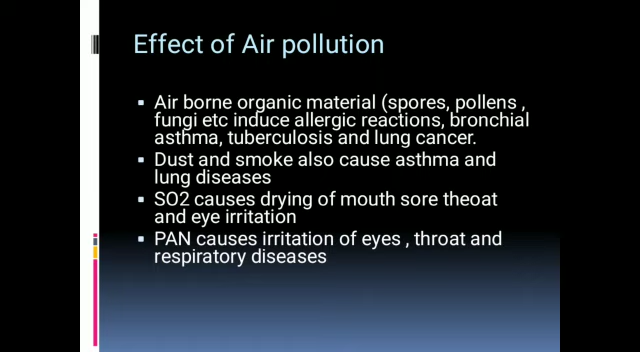 Effect of Air pollution
▪ Air borne organic material (spores, pollens ,
fungi etc induce allergic reactions, bronchial
asthma, tuberculosis and lung cancer.
▪ Dust and smoke also cause asthma and
lung diseases
▪ SO2 causes drying of mouth sore theoat
and eye irritation
▪ PAN causes irritation of eyes , throat and
respiratory diseases